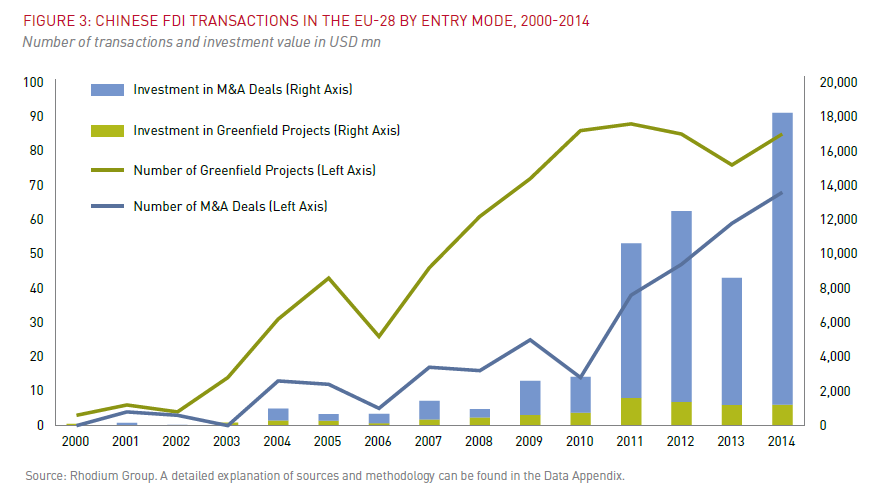 FIGURE 3: CHINESE FDI TRANSACTIONS IN THE EU-28 BY ENTRY MODE, 2000-2014
Number of transactions and investment value in USD mn
100
90
80
70
60
50
40
30
20
10
0
Investment in M&A Deals (Right Axis)
Investment in Greenfield Projects (Right Axis)
Number of Greenfield Projects (Left Axis)
Number of M&A Deals (Left Axis)
20,000
18,000
16,000
14,000
12,000
10,000
8,000
6,000
4,000
2,000
0
2000 2001 2002 2003 2004 2005 2006 2007 2008 2009 2010 2011 2012 2013 2014
Source: Rhodium Group. A detailed explanation of sources and methodology can be found in the Data Appendix.